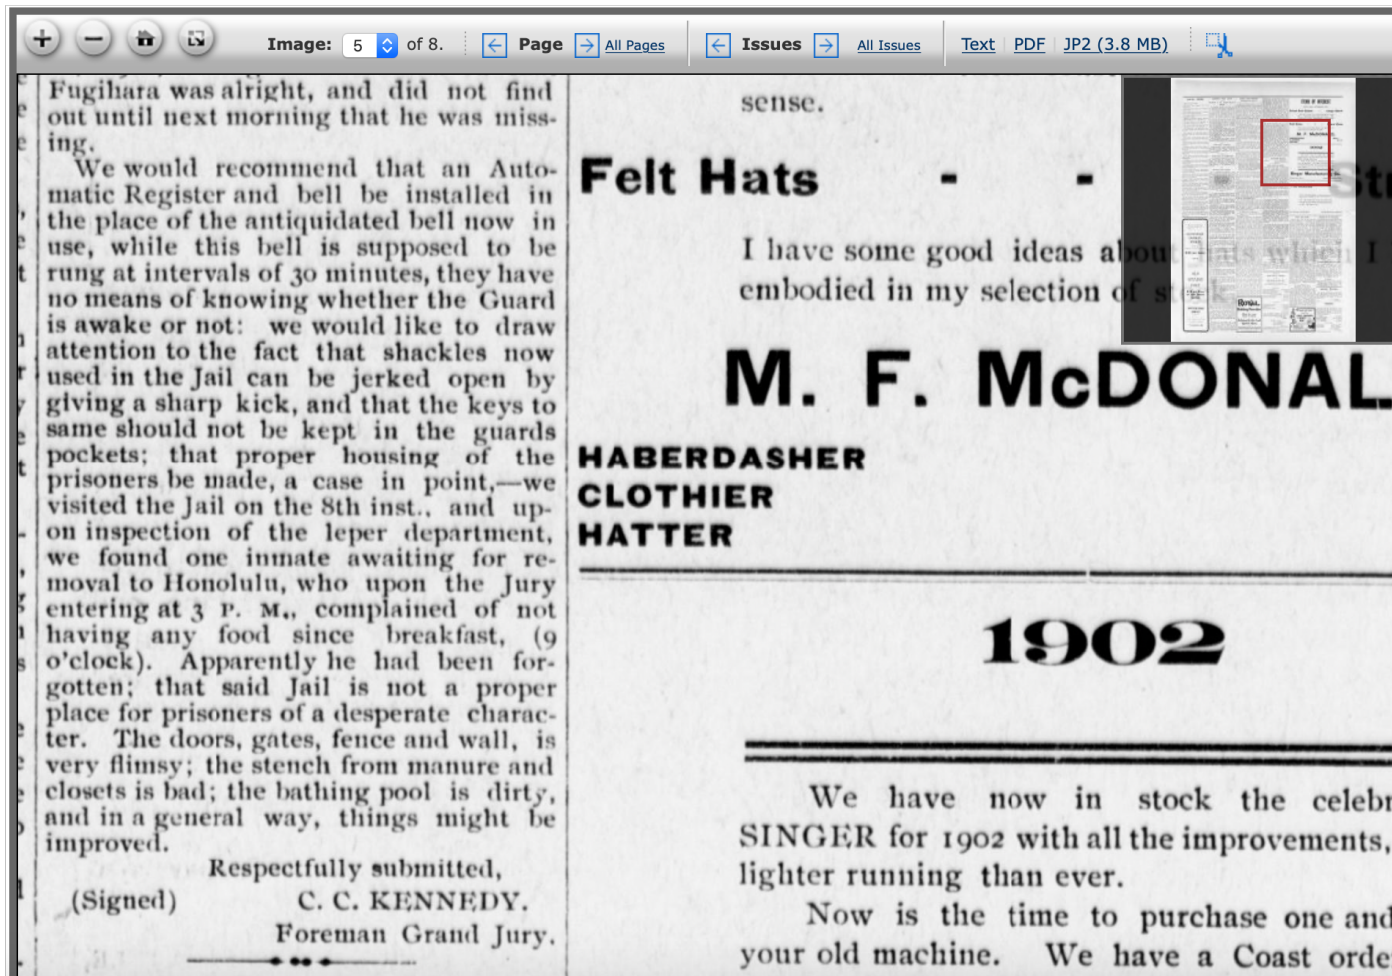 Image: 5 of 8. Page All Pages Issues All Issues Text PDF JP2 (3.8 MB)
Fugihara was alright, and did not find
out until next morning that he was miss-
ing.
We would recommend that an Auto-
matic Register and bell be installed in
the place of the antiquidated bell now in
use, while this bell is supposed to be
rung at intervals of 30 minutes, they have
no means of knowing whether the Guard
is awake or not: we would like to draw
attention to the fact that shackles now
used in the Jail can be jerked open by
giving a sharp kick, and that the keys to
same should not be kept in the guards
pockets; that proper housing of the
prisoners be made, a case in point,—we
visited the Jail on the 8th inst., and up-
on inspection of the leper department,
we found one inmate awaiting for re-
moval to Honolulu, who upon the Jury
entering at 3 P. M., complained of not
having any food since breakfast, (9
o'clock). Apparently he had been for-
gotten; that said Jail is not a proper
place for prisoners of a desperate charac-
ter. The doors, gates, fence and wall, is
very flimsy; the stench from manure and
closets is bad; the bathing pool is dirty,
and in a general way, things might be
improved.
Respectfully submitted,
(Signed) C. C. KENNEDY.
Foreman Grand Jury.
sense.
Felt Hats - - Str
I have some good ideas about hats which I
embodied in my selection of stock
M. F. McDONAL
HABERDASHER
CLOTHIER
HATTER
1902
We have now in stock the celebr
SINGER for 1902 with all the improvements,
lighter running than ever.
Now is the time to purchase one and
your old machine. We have a Coast orde